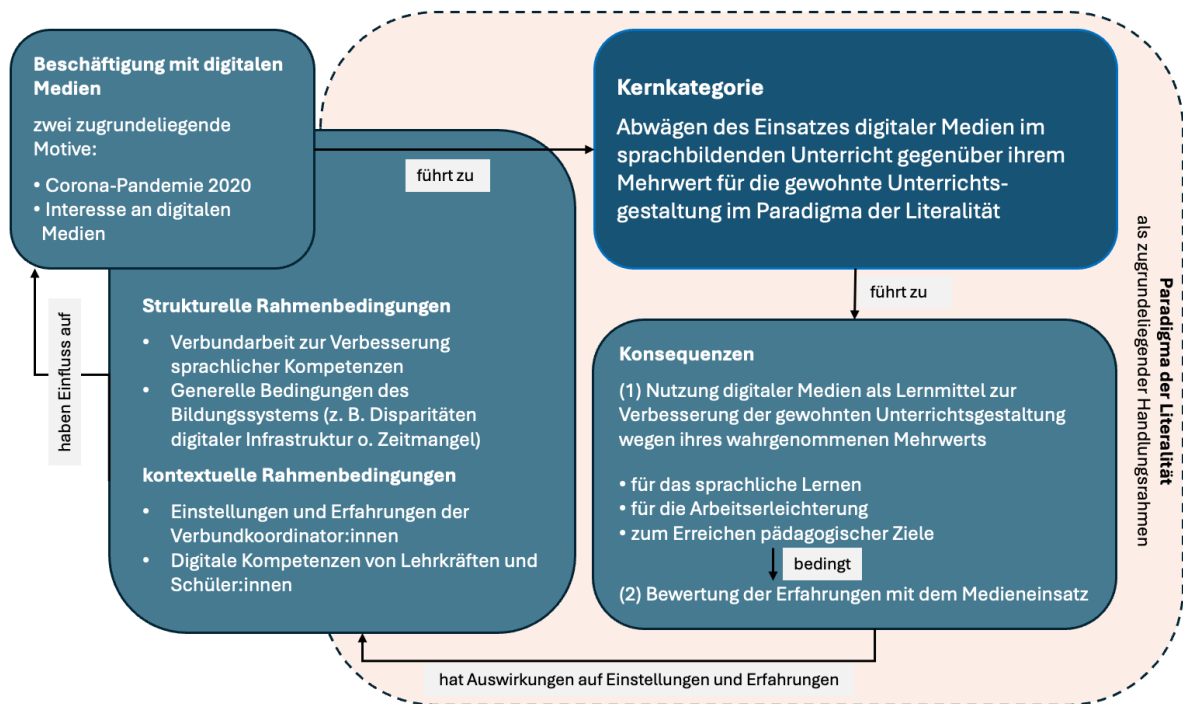 Beschäftigung mit digitalen
Medien
zwei zugrundeliegende
Motive:
• Corona-Pandemie 2020
• Interesse an digitalen
Medien
führt zu
Kernkategorie
Abwägen des Einsatzes digitaler Medien im
sprachbildenden Unterricht gegenüber ihrem
Mehrwert für die gewohnte Unterrichts-
gestaltung im Paradigma der Literalität
führt zu
haben Einfluss auf
Strukturelle Rahmenbedingungen
• Verbundarbeit zur Verbesserung
sprachlicher Kompetenzen
• Generelle Bedingungen des
Bildungssystems (z. B. Disparitäten
digitaler Infrastruktur o. Zeitmangel)
kontextuelle Rahmenbedingungen
• Einstellungen und Erfahrungen der
Verbundkoordinator:innen
• Digitale Kompetenzen von Lehrkräften und
Schüler:innen
Konsequenzen
(1) Nutzung digitaler Medien als Lernmittel zur
Verbesserung der gewohnten Unterrichtsgestaltung
wegen ihres wahrgenommenen Mehrwerts
• für das sprachliche Lernen
• für die Arbeitserleichterung
• zum Erreichen pädagogischer Ziele
bedingt
(2) Bewertung der Erfahrungen mit dem Medieneinsatz
hat Auswirkungen auf Einstellungen und Erfahrungen
Paradigma der Literalität
als zugrundeliegender Handlungsrahmen